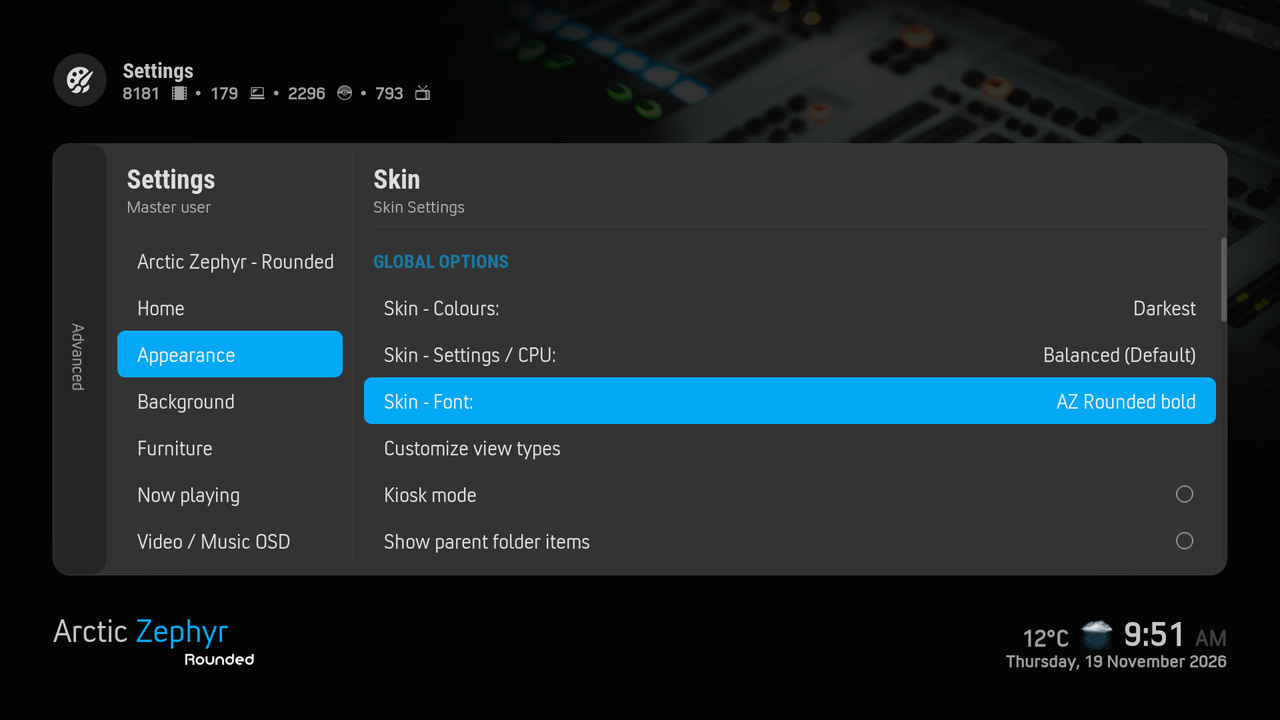 Settings
8181 • 179 • 2296 • 793
Advanced
Settings
Master user
Arctic Zephyr - Rounded
Home
Appearance
Background
Furniture
Now playing
Video / Music OSD
Skin
Skin Settings
GLOBAL OPTIONS
Skin - Colours: Darkest
Skin - Settings / CPU: Balanced (Default)
Skin - Font: AZ Rounded bold
Customize view types
Kiosk mode
Show parent folder items
Arctic Zephyr
Rounded
12°C 9:51 AM
Thursday, 19 November 2026